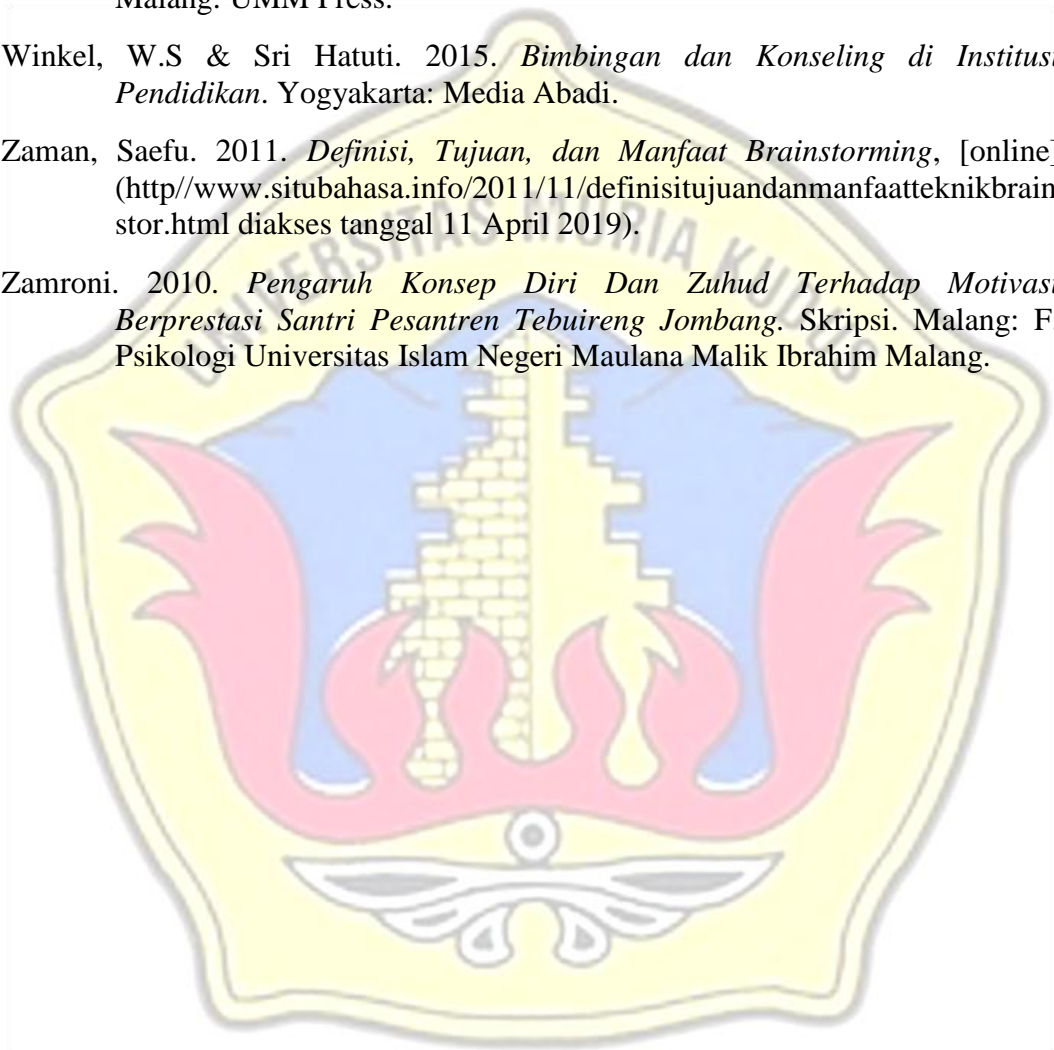 Malang: UMM Press.
Winkel, W.S & Sri Hatuti. 2015. Bimbingan dan Konseling di Institusi
Pendidikan. Yogyakarta: Media Abadi.
Zaman, Saefu. 2011. Definisi, Tujuan, dan Manfaat Brainstorming, [online]
(http//www.situbahasa.info/2011/11/definisitujuandanmanfaatteknikbrain
stor.html diakses tanggal 11 April 2019).
Zamroni. 2010. Pengaruh Konsep Diri Dan Zuhud Terhadap Motivasi
Berprestasi Santri Pesantren Tebuireng Jombang. Skripsi. Malang: F
Psikologi Universitas Islam Negeri Maulana Malik Ibrahim Malang.
UNIVERSITAS MURIA KUDUS